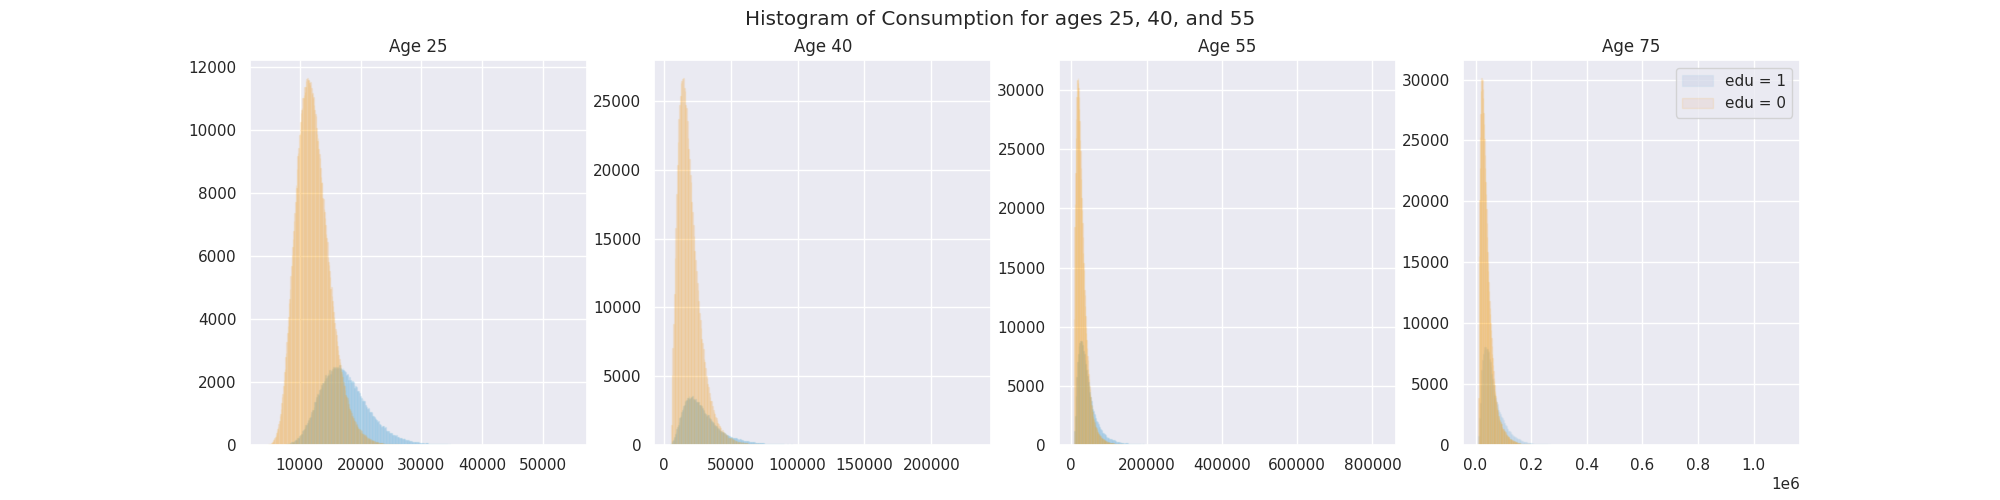 Histogram of Consumption for ages 25, 40, and 55
Age 25
12000
10000
8000
6000
4000
2000
0
10000 20000 30000 40000 50000
Age 40
25000
20000
15000
10000
5000
0
0 50000 100000 150000 200000
Age 55
30000
25000
20000
15000
10000
5000
0
0 200000 400000 600000 800000
Age 75
edu = 1
edu = 0
30000
25000
20000
15000
10000
5000
0
0.0 0.2 0.4 0.6 0.8 1.0
1e6